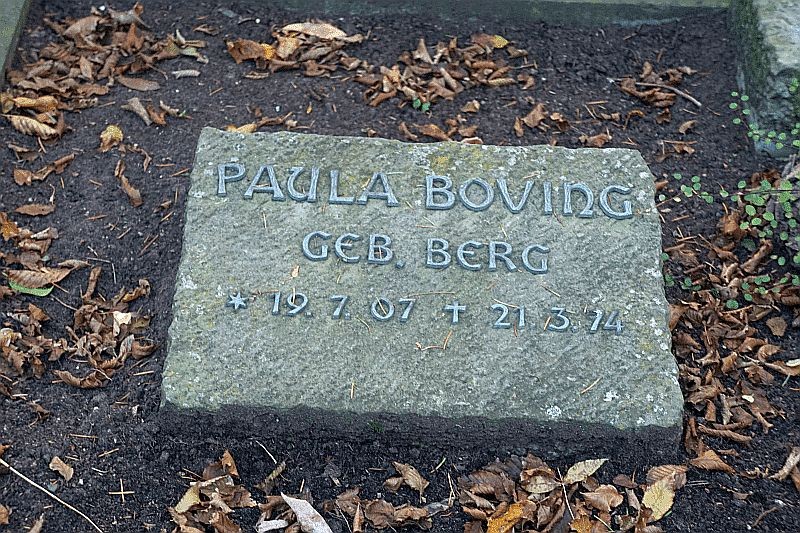 PAULA BOVING
GEB. BERG
* 19. 7. 07 † 21. 3. 74